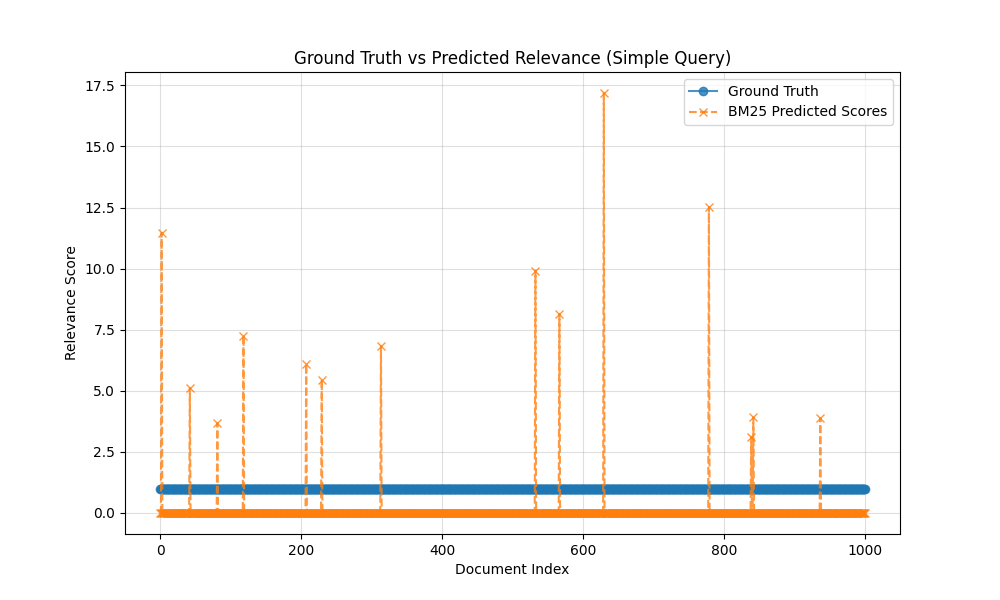 Ground Truth vs Predicted Relevance (Simple Query)
Ground Truth
BM25 Predicted Scores
Relevance Score
17.5
15.0
12.5
10.0
7.5
5.0
2.5
0.0
0 200 400 600 800 1000
Document Index